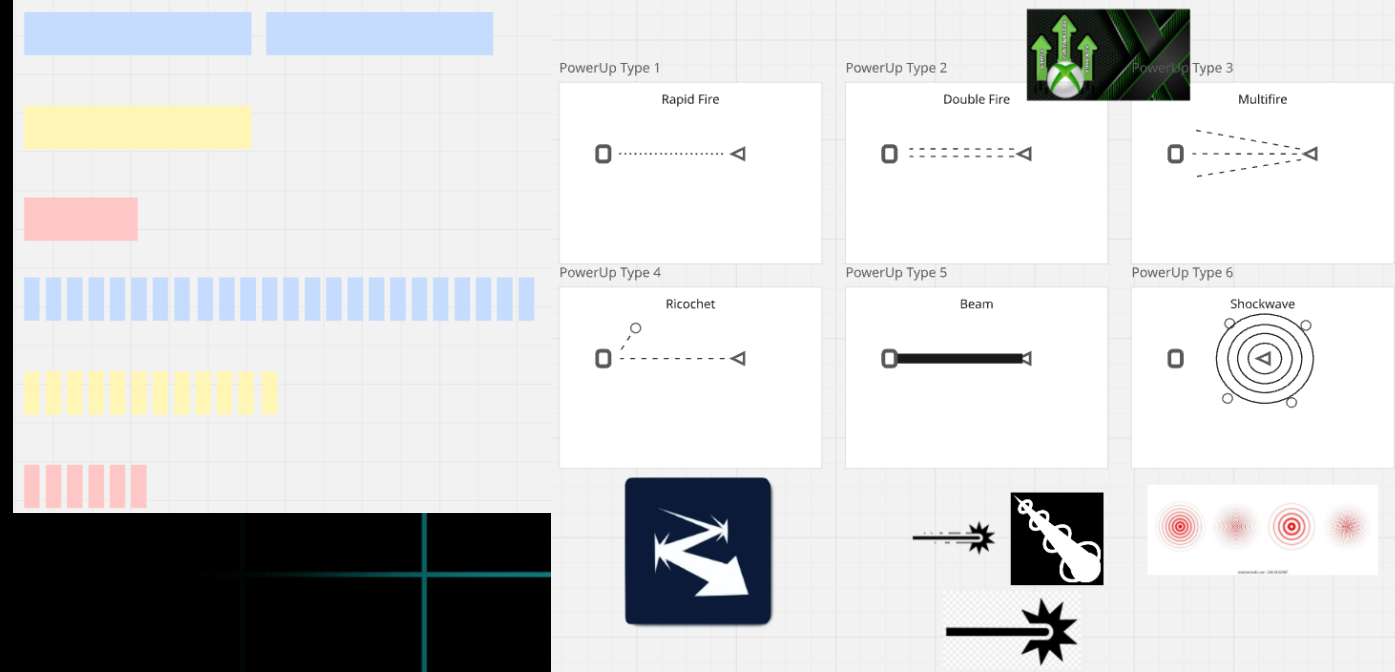 PowerUp Type 1
PowerUp Type 2
PowerUp Type 3
Rapid Fire
Double Fire
Multifire
PowerUp Type 4
PowerUp Type 5
PowerUp Type 6
Ricochet
Beam
Shockwave